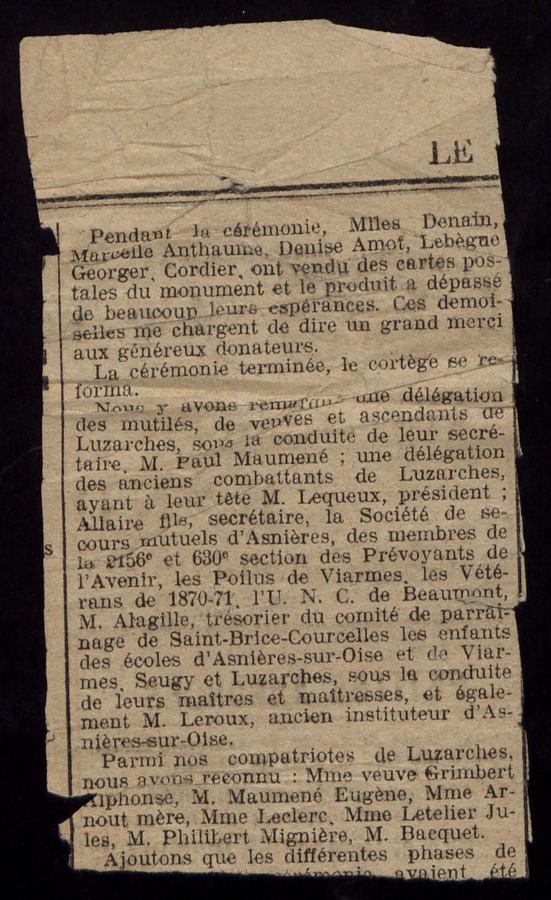 LE
Pendant la cérémonie, Mlles Denain,
Marcelle Anthaume, Denise Amot, Lebègue
Georger, Cordier, ont vendu des cartes pos-
tales du monument et le produit a dépassé
de beaucoup leurs espérances. Ces demoi-
selles me chargent de dire un grand merci
aux généreux donateurs.
La cérémonie terminée, le cortège se re-
forma.
Nous y avons remarqué une délégation
des mutilés, de veuves et ascendants de
Luzarches, sous la conduite de leur secré-
taire, M. Paul Maumené ; une délégation
des anciens combattants de Luzarches,
ayant à leur tête M. Lequeux, président ;
Allaire fils, secrétaire, la Société de se-
cours mutuels d'Asnières, des membres de
s
la 2156e et 630e section des Prévoyants de
l'Avenir, les Poilus de Viarmes, les Vété-
rans de 1870-71, l'U. N. C. de Beaumont,
M. Alagille, trésorier du comité de parrai-
nage de Saint-Brice-Courcelles les enfants
des écoles d'Asnières-sur-Oise et de Viar-
mes, Seugy et Luzarches, sous la conduite
de leurs maîtres et maîtresses, et égale-
ment M. Leroux, ancien instituteur d'As-
nières-sur-Oise.
Parmi nos compatriotes de Luzarches,
nous avons reconnu : Mme veuve Grimbert
Alphonse, M. Maumené Eugène, Mme Ar-
nout mère, Mme Leclerc, Mme Letelier Ju-
les, M. Philibert Mignière, M. Bacquet.
Ajoutons que les différentes phases de
cérémonie avaient été